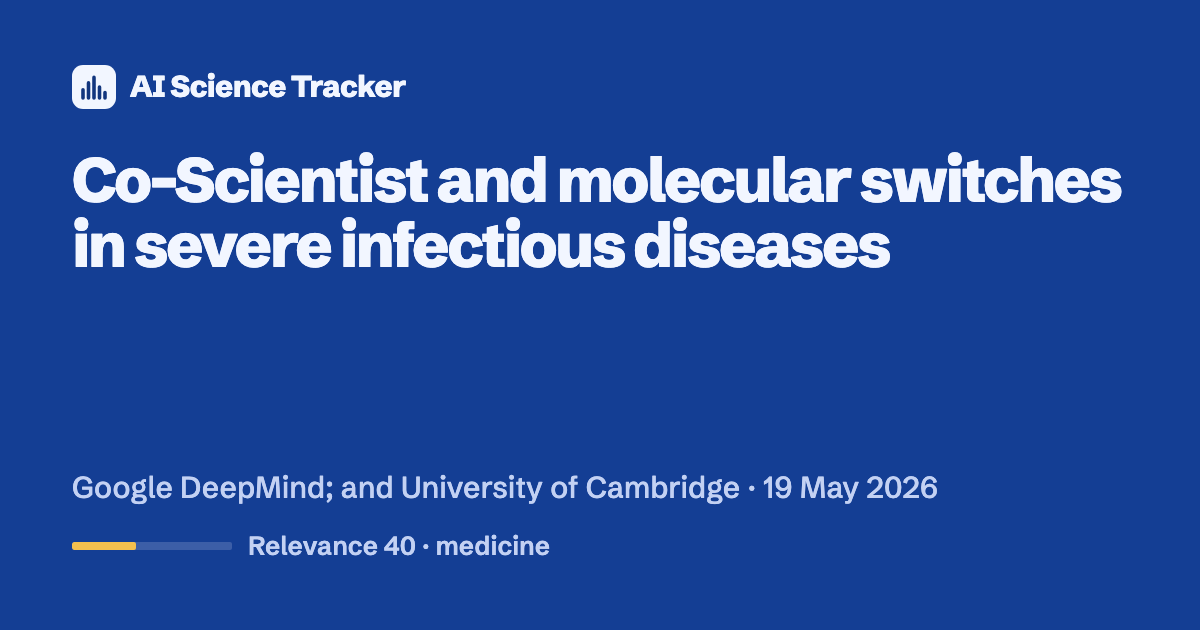 AI Science Tracker
Co-Scientist and molecular switches
in severe infectious diseases
Google DeepMind; and University of Cambridge · 19 May 2026
Relevance 40 · medicine